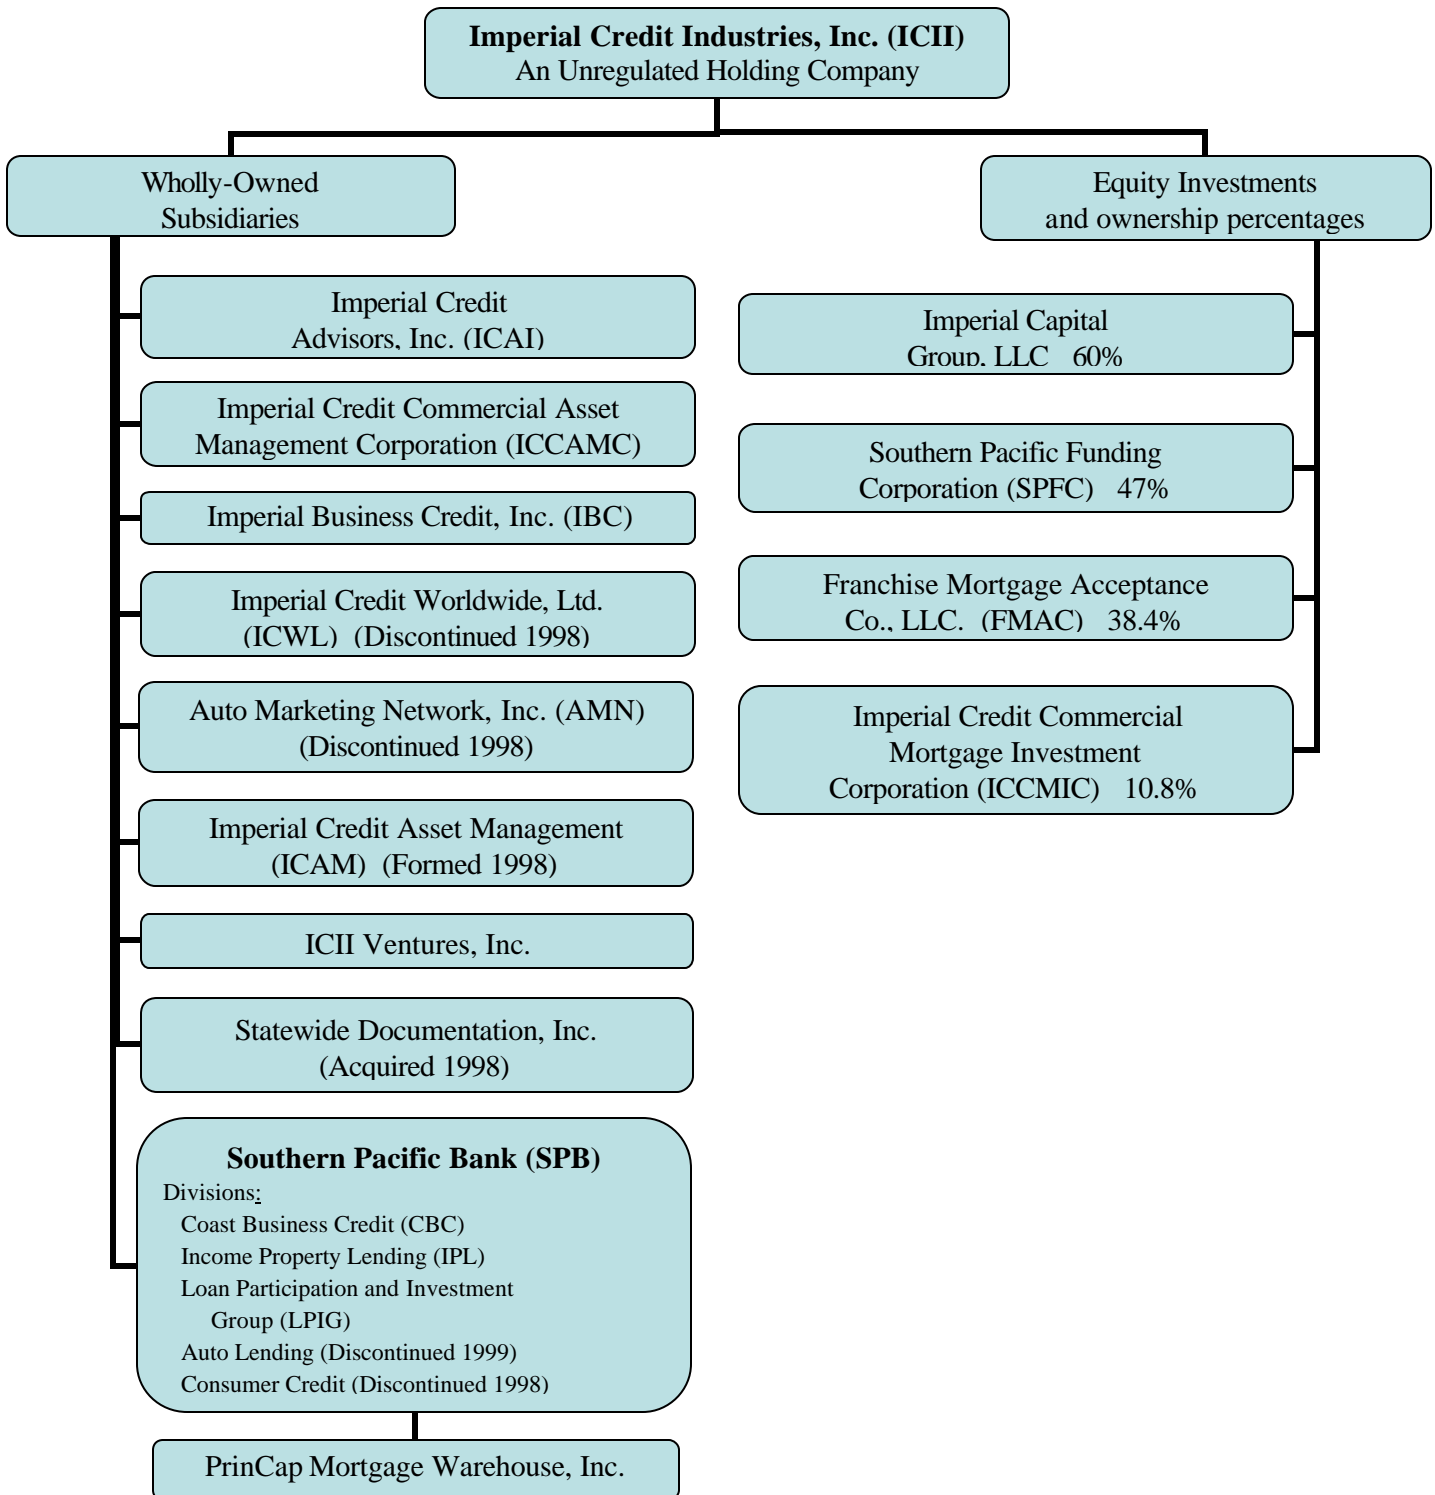 Imperial Credit Industries, Inc. (ICII)
An Unregulated Holding Company
Wholly-Owned
Subsidiaries
Equity Investments
and ownership percentages
Imperial Credit
Advisors, Inc. (ICAI)
Imperial Credit Commercial Asset
Management Corporation (ICCAMC)
Imperial Business Credit, Inc. (IBC)
Imperial Credit Worldwide, Ltd.
(ICWL) (Discontinued 1998)
Auto Marketing Network, Inc. (AMN)
(Discontinued 1998)
Imperial Credit Asset Management
(ICAM) (Formed 1998)
ICII Ventures, Inc.
Statewide Documentation, Inc.
(Acquired 1998)
Southern Pacific Bank (SPB)
Divisions:
Coast Business Credit (CBC)
Income Property Lending (IPL)
Loan Participation and Investment
Group (LPIG)
Auto Lending (Discontinued 1999)
Consumer Credit (Discontinued 1998)
PrinCap Mortgage Warehouse, Inc.
Imperial Capital
Group, LLC 60%
Southern Pacific Funding
Corporation (SPFC) 47%
Franchise Mortgage Acceptance
Co., LLC. (FMAC) 38.4%
Imperial Credit Commercial
Mortgage Investment
Corporation (ICCMIC) 10.8%